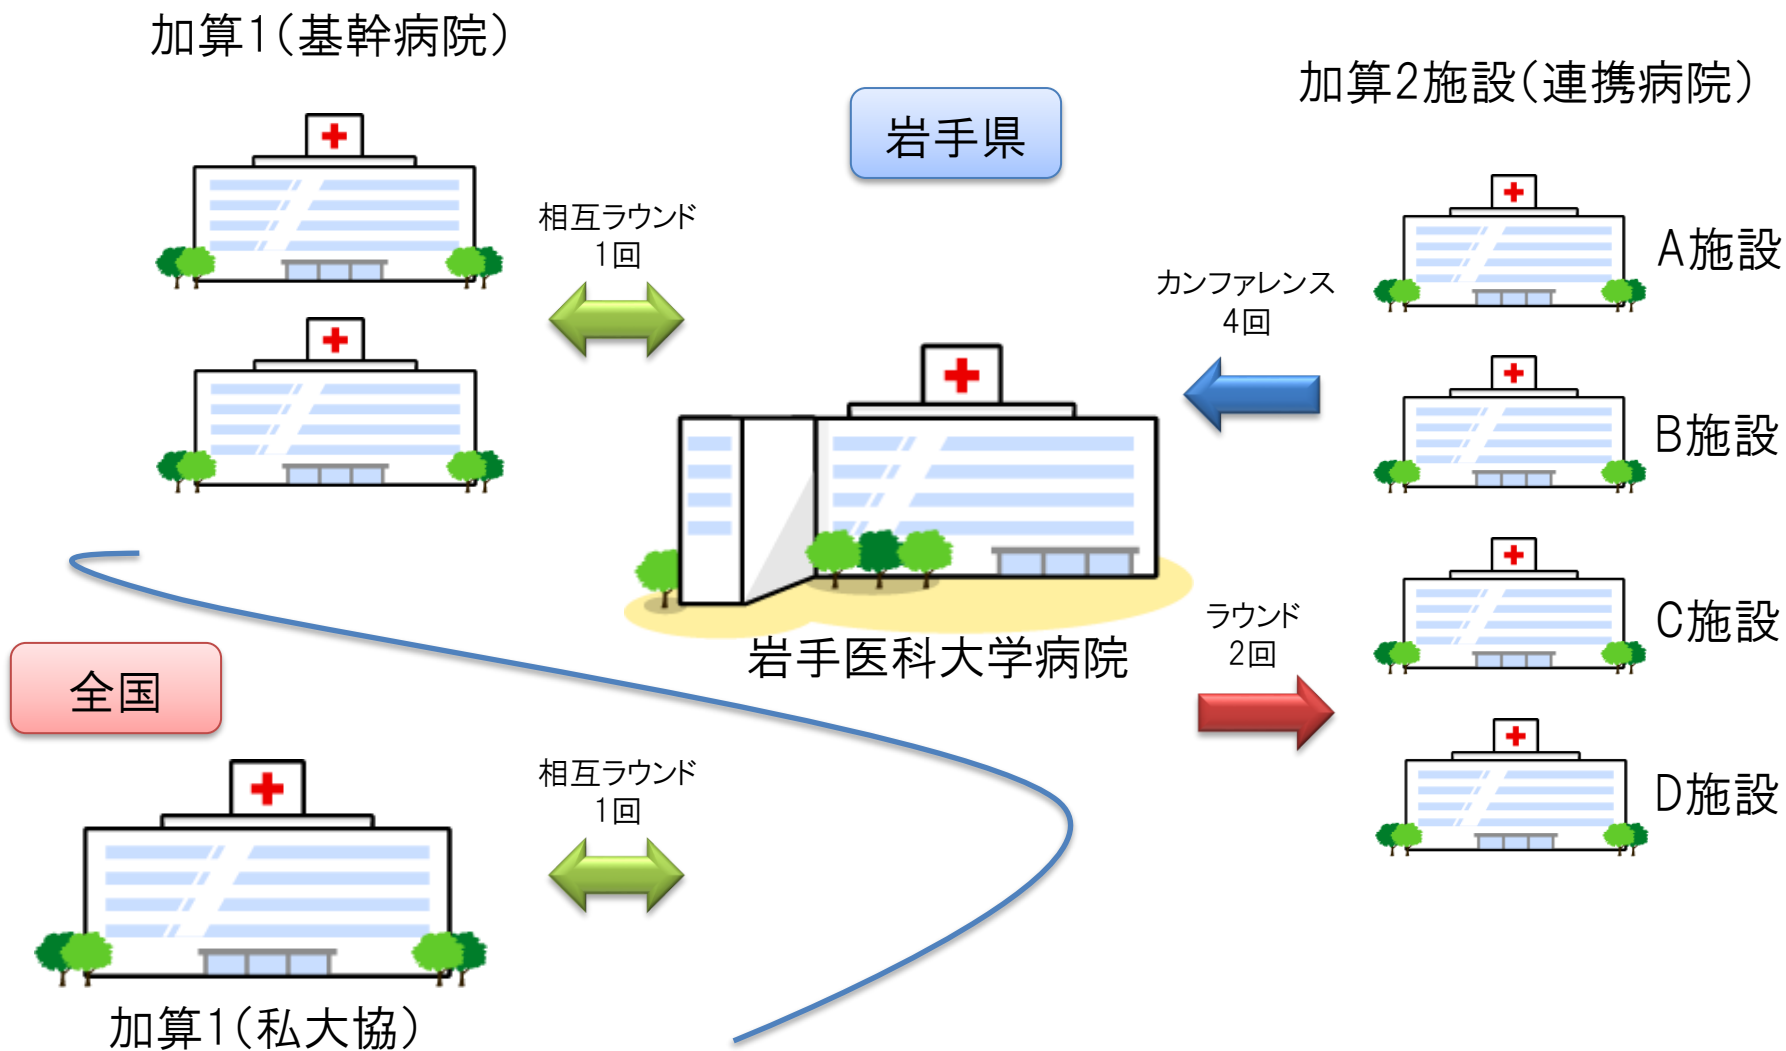 加算1(基幹病院)
岩手県
加算2施設(連携病院)
相互ラウンド
1回
カンファレンス
4回
A施設
B施設
C施設
D施設
岩手医科大学病院
ラウンド
2回
全国
相互ラウンド
1回
加算1(私大協)